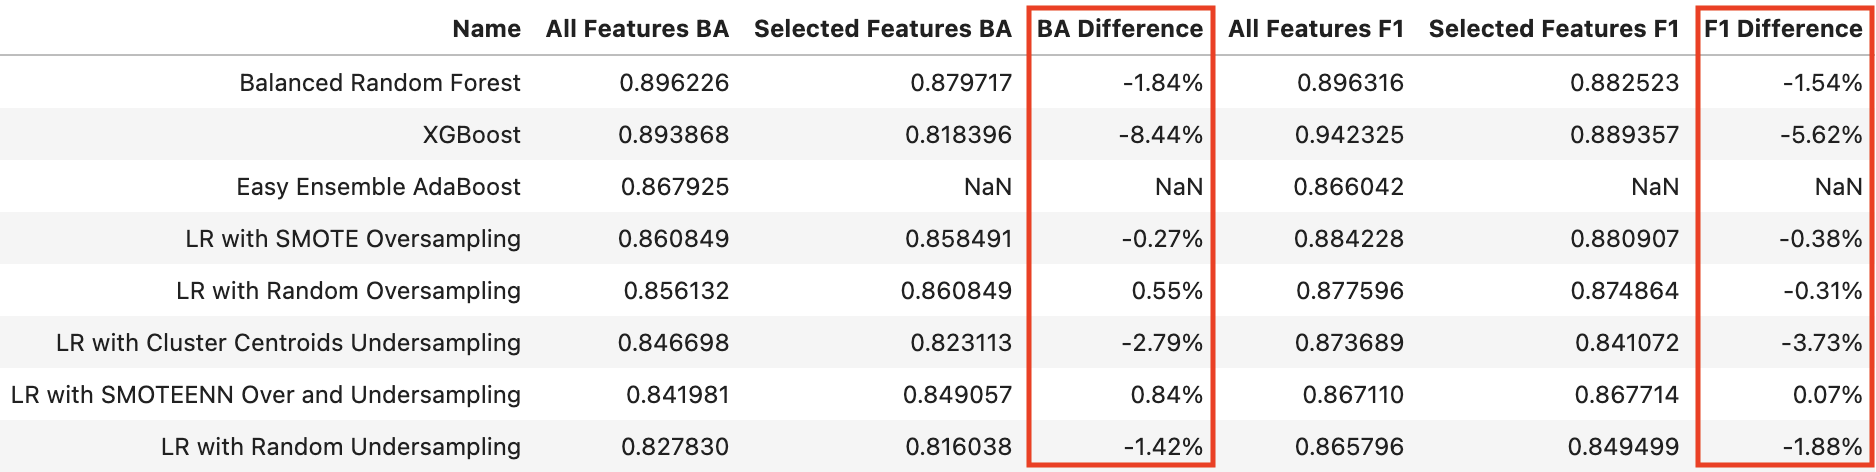 Name All Features BA Selected Features BA BA Difference All Features F1 Selected Features F1 F1 Difference
Balanced Random Forest 0.896226 0.879717 -1.84% 0.896316 0.882523 -1.54%
XGBoost 0.893868 0.818396 -8.44% 0.942325 0.889357 -5.62%
Easy Ensemble AdaBoost 0.867925 NaN NaN 0.866042 NaN NaN
LR with SMOTE Oversampling 0.860849 0.858491 -0.27% 0.884228 0.880907 -0.38%
LR with Random Oversampling 0.856132 0.860849 0.55% 0.877596 0.874864 -0.31%
LR with Cluster Centroids Undersampling 0.846698 0.823113 -2.79% 0.873689 0.841072 -3.73%
LR with SMOTEENN Over and Undersampling 0.841981 0.849057 0.84% 0.867110 0.867714 0.07%
LR with Random Undersampling 0.827830 0.816038 -1.42% 0.865796 0.849499 -1.88%